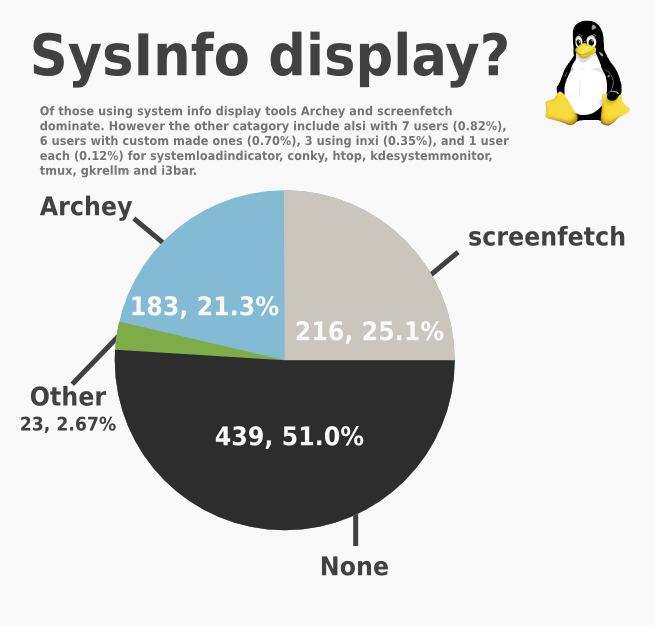 SysInfo display?
Of those using system info display tools Archey and screenfetch
dominate. However the other catagory include alsi with 7 users (0.82%),
6 users with custom made ones (0.70%), 3 using inxi (0.35%), and 1 user
each (0.12%) for systemloadindicator, conky, htop, kdesystemmonitor,
tmux, gkrellm and i3bar.
Archey
screenfetch
183, 21.3%
216, 25.1%
Other
23, 2.67%
439, 51.0%
None